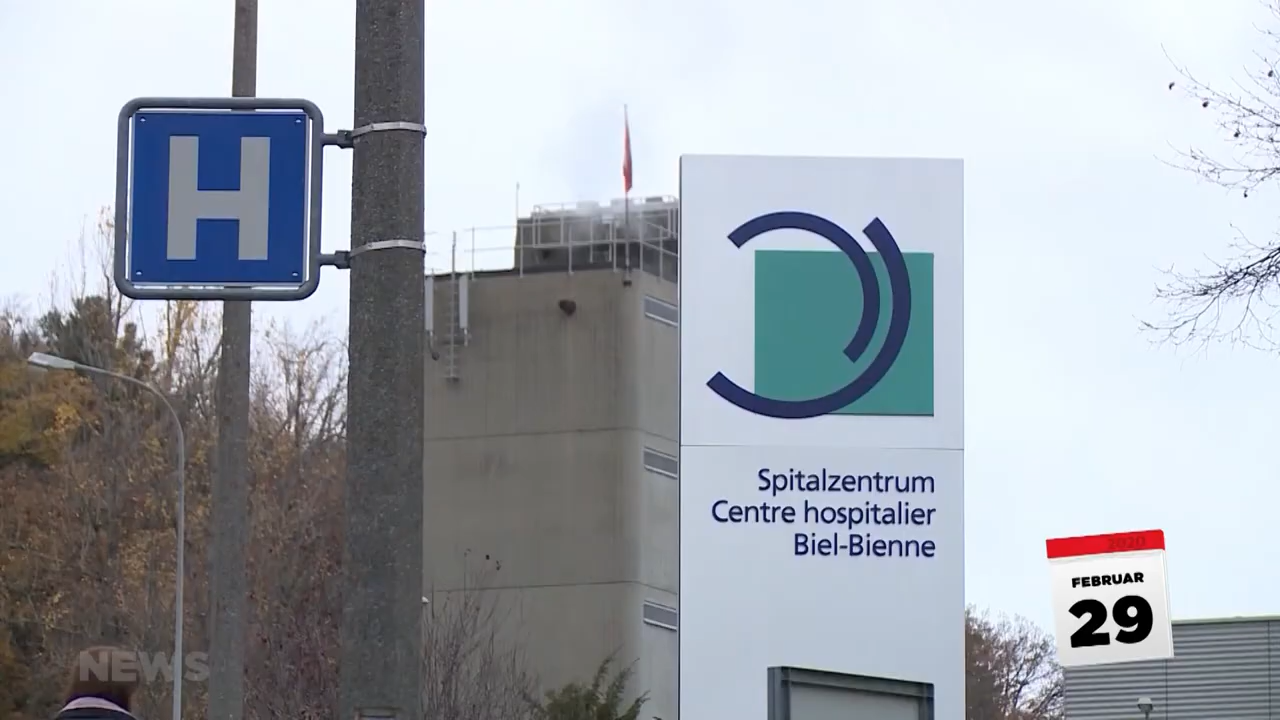 H
Spitalzentrum
Centre hospitalier
Biel-Bienne
2020
FEBRUAR
29
NEWS